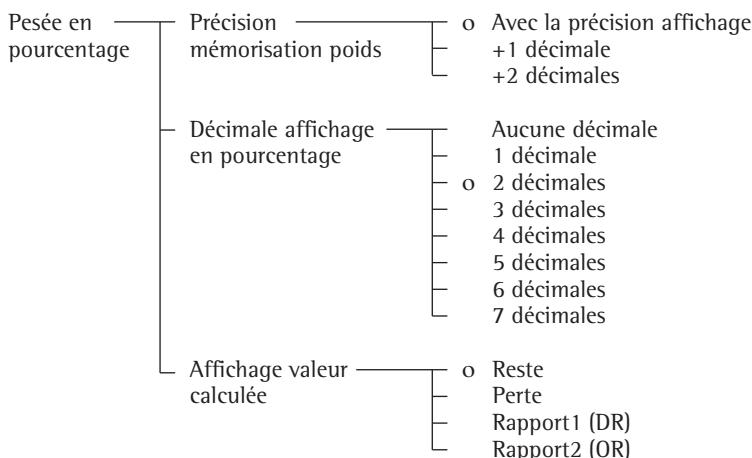 Pesée en pourcentage
Précision mémorisation poids
o Avec la précision affichage
+1 décimale
+2 décimales
Décimale affichage en pourcentage
Aucune décimale
1 décimale
o 2 décimales
3 décimales
4 décimales
5 décimales
6 décimales
7 décimales
Affichage valeur calculée
o Reste
Perte
Rapport1 (DR)
Rapport2 (OR)